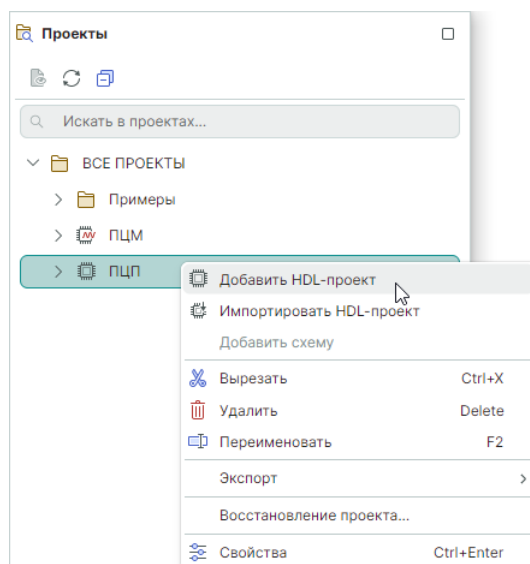 Проекты
Искать в проектах...
ВСЕ ПРОЕКТЫ
Примеры
ПЦМ
ПЦП
Добавить HDL-проект
Импортировать HDL-проект
Добавить схему
Вырезать Ctrl+X
Удалить Delete
Переименовать F2
Экспорт
Восстановление проекта...
Свойства Ctrl+Enter